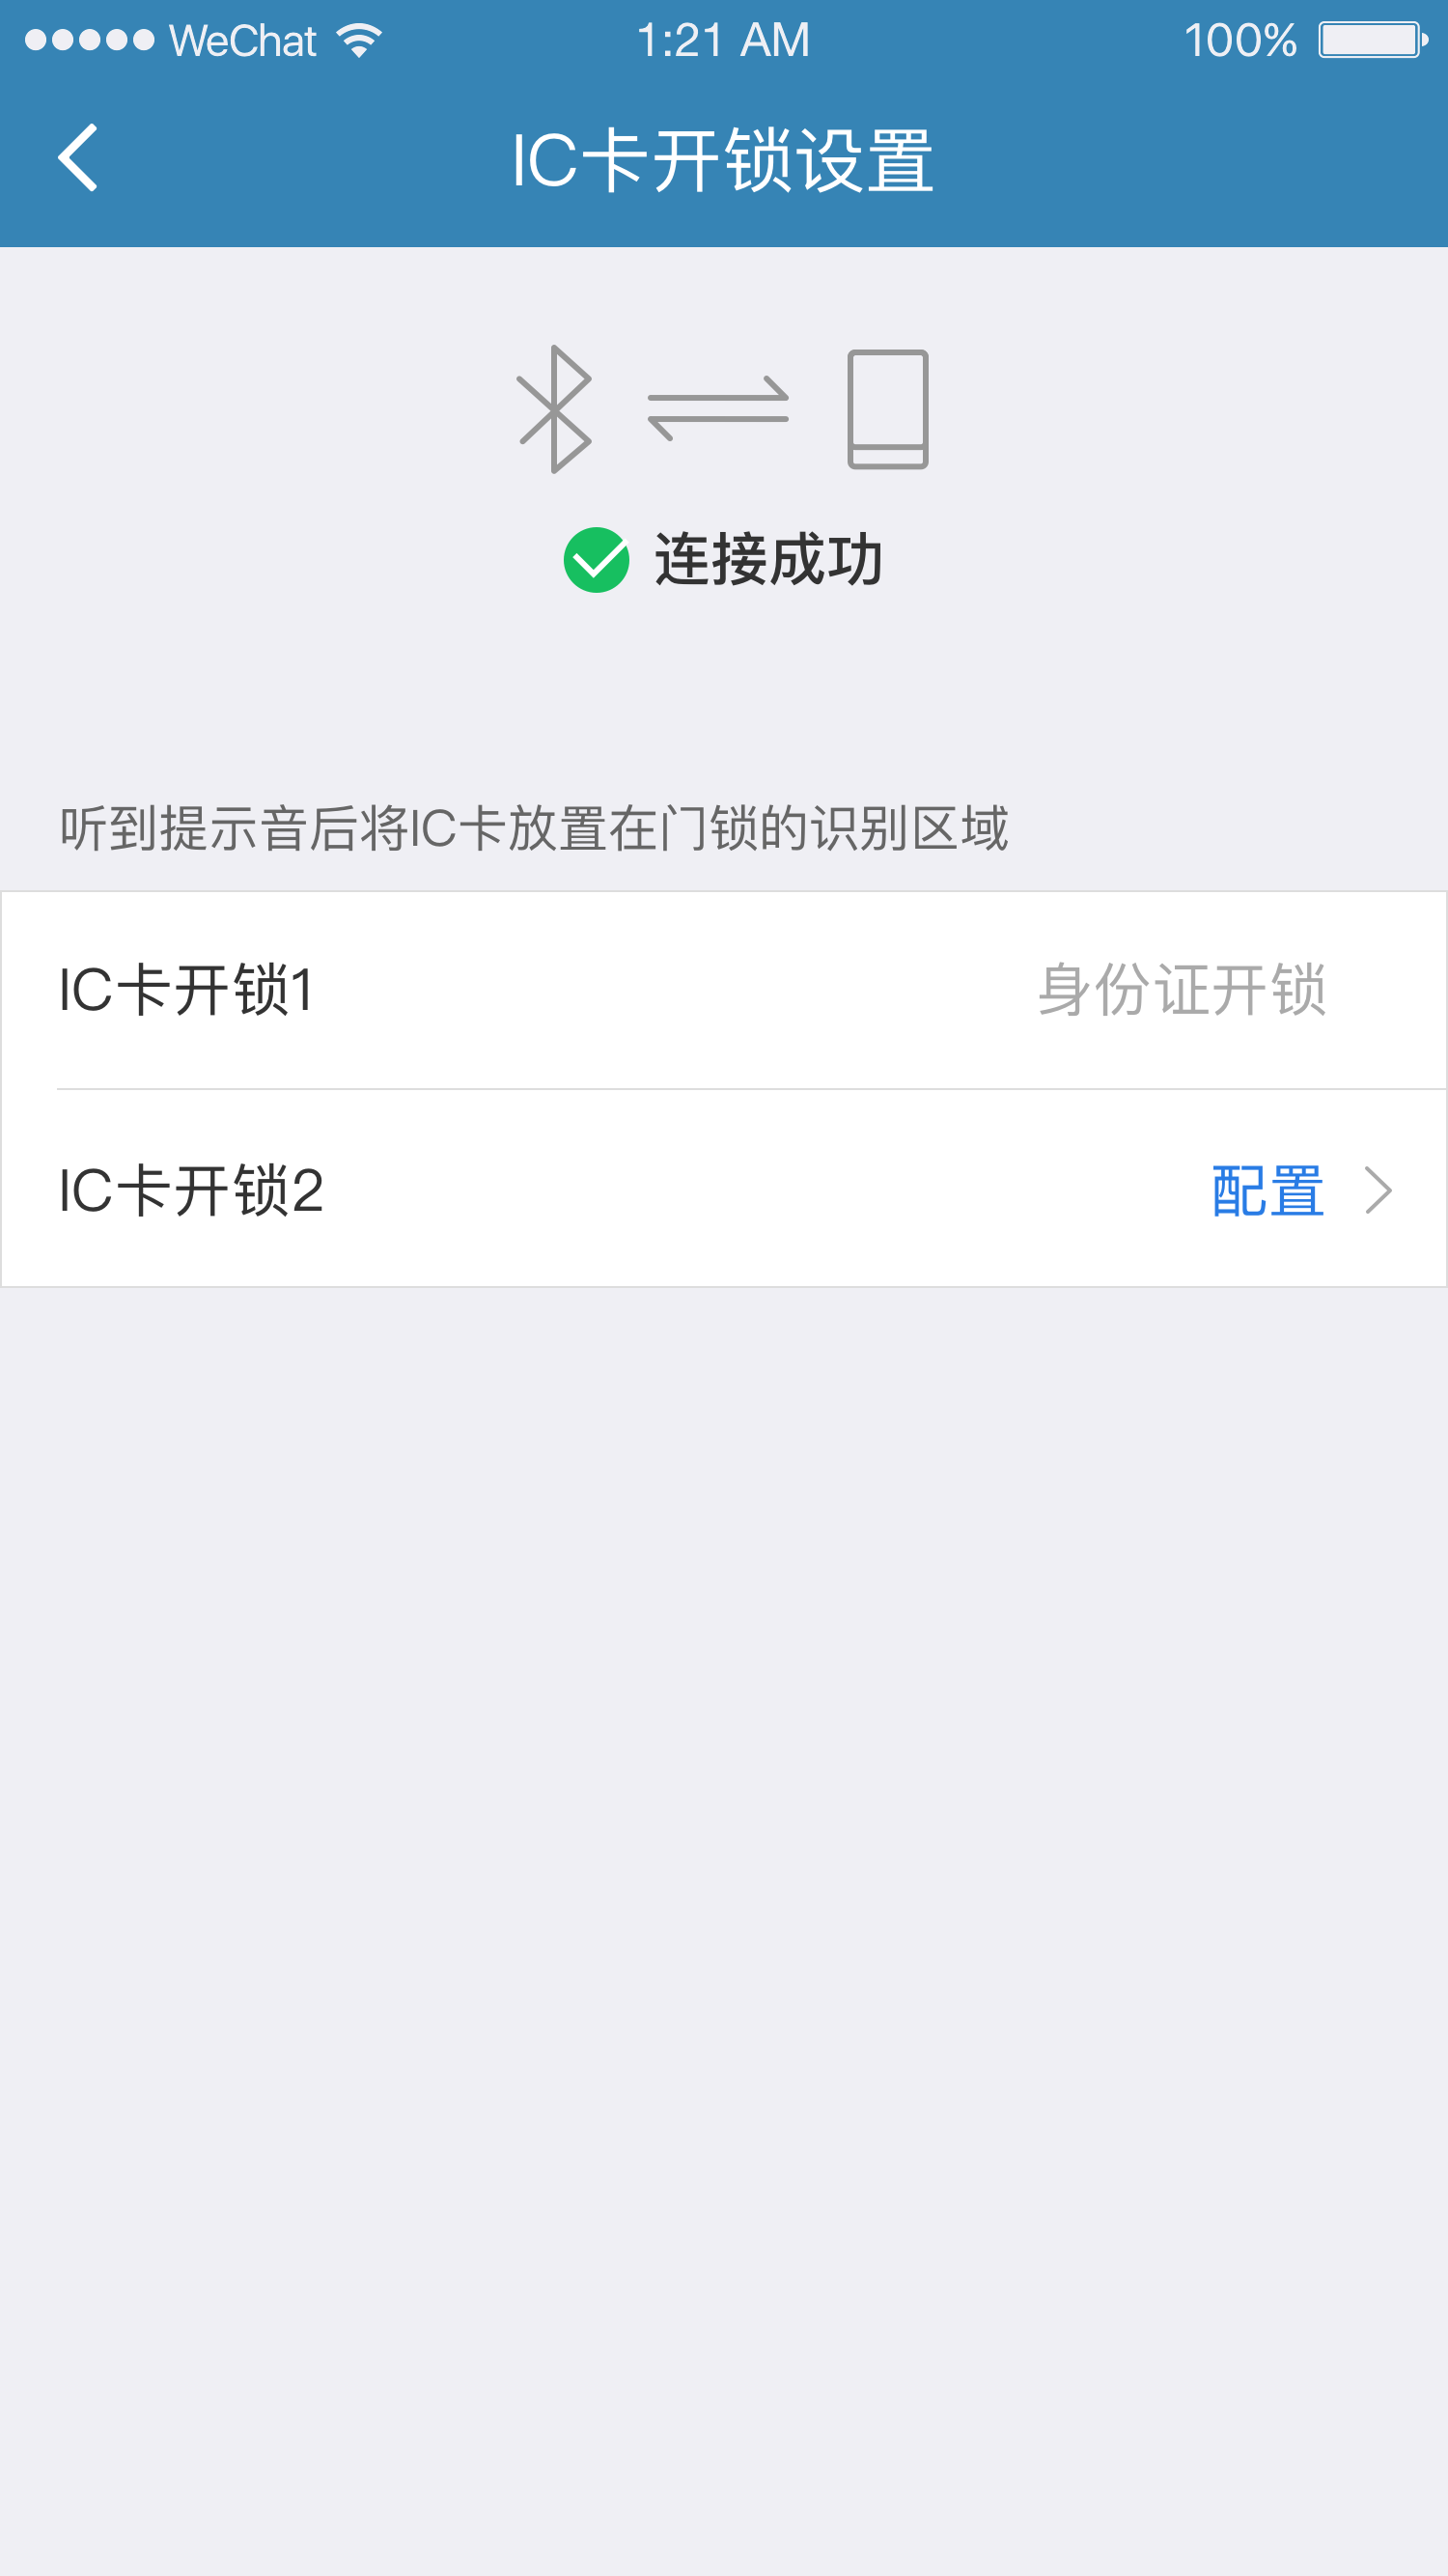 WeChat 1:21 AM 100%
IC卡开锁设置
连接成功
听到提示音后将IC卡放置在门锁的识别区域
IC卡开锁1 身份证开锁
IC卡开锁2 配置